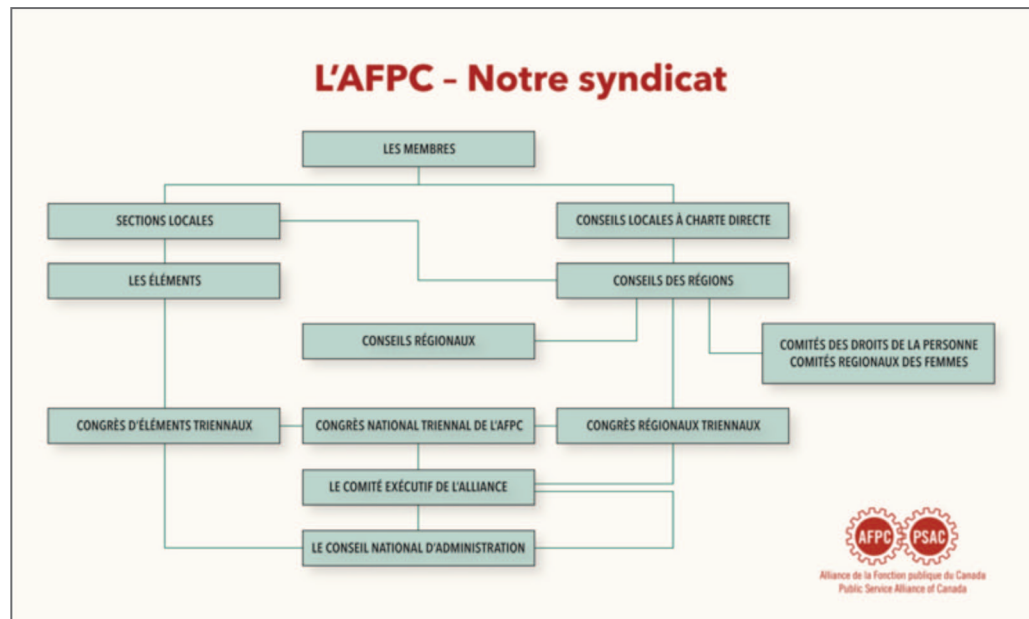 L'AFPC – Notre syndicat
LES MEMBRES
SECTIONS LOCALES
CONSEILS LOCALES À CHARTE DIRECTE
LES ÉLÉMENTS
CONSEILS DES RÉGIONS
CONSEILS RÉGIONAUX
COMITÉS DES DROITS DE LA PERSONNE
COMITÉS REGIONAUX DES FEMMES
CONGRÈS D'ÉLÉMENTS TRIENNAUX
CONGRÈS NATIONAL TRIENNAL DE L'AFPC
CONGRÈS RÉGIONAUX TRIENNAUX
LE COMITÉ EXÉCUTIF DE L'ALLIANCE
LE CONSEIL NATIONAL D'ADMINISTRATION
AFPC PSAC
Alliance de la Fonction publique du Canada
Public Service Alliance of Canada